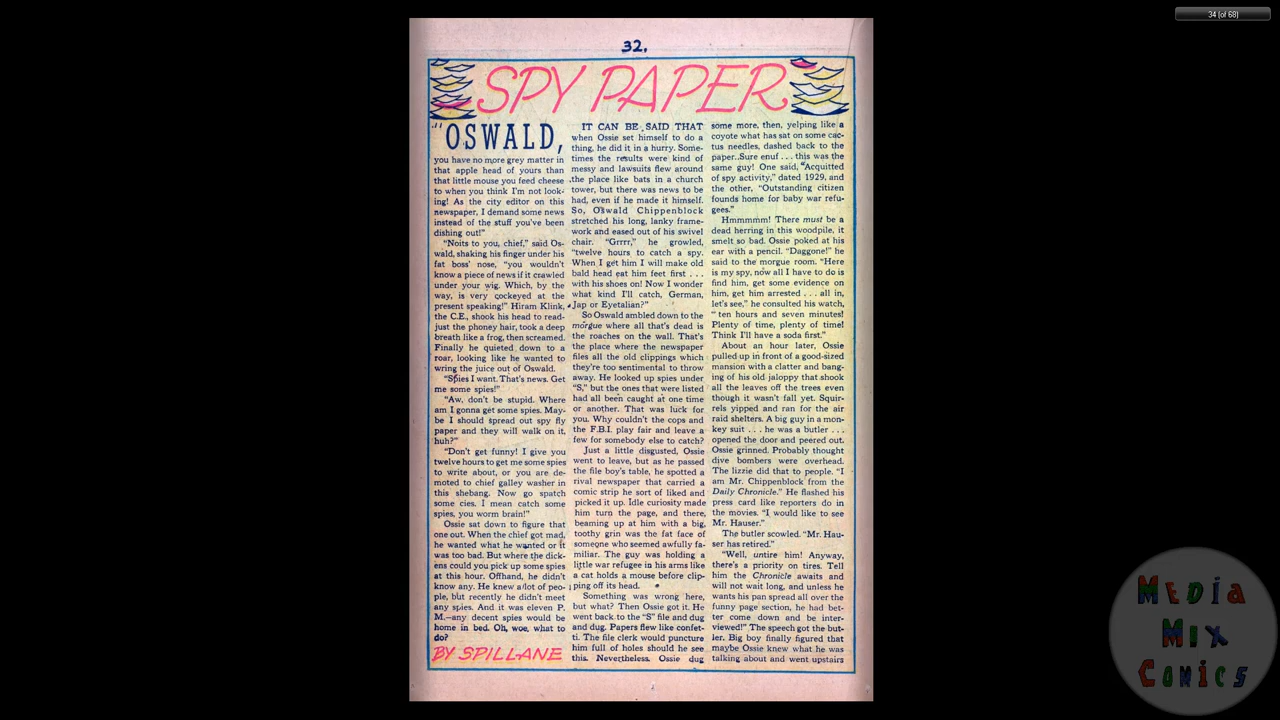 34 (of 68)
32.
SPY PAPER
"OSWALD,
you have no more grey matter in
that apple head of yours than
that little mouse you feed cheese
to when you think I'm not look-
ing! As the city editor on this
newspaper, I demand some news
instead of the stuff you've been
dishing out!"
"Noits to you, chief," said Os-
wald, shaking his finger under his
fat boss' nose, "you wouldn't
know a piece of news if it crawled
under your wig. Which, by the
way, is very cockeyed at the
present speaking!" Hiram Klink,
the C.E., shook his head to read-
just the phoney hair, took a deep
breath like a frog, then screamed.
Finally he quieted down to a
roar, looking like he wanted to
wring the juice out of Oswald.
"Spies I want. That's news. Get
me some spies!"
"Aw, don't be stupid. Where
am I gonna get some spies. May-
be I should spread out spy fly
paper and they will walk on it,
huh?"
"Don't get funny! I give you
twelve hours to get me some spies
to write about, or you are de-
moted to chief galley washer in
this shebang. Now go spatch
some cies. I mean catch some
spies, you worm brain!"
Ossie sat down to figure that
one out. When the chief got mad,
he wanted what he wanted or it
was too bad. But where the dick-
ens could you pick up some spies
at this hour. Offhand, he didn't
know any. He knew a lot of peo-
ple, but recently he didn't meet
any spies. And it was eleven P.
M.—any decent spies would be
home in bed. Oh, woe, what to
do?
BY SPILLANE
IT CAN BE SAID THAT
when Ossie set himself to do a
thing, he did it in a hurry. Some-
times the results were kind of
messy and lawsuits flew around
the place like bats in a church
tower, but there was news to be
had, even if he made it himself.
So, Oswald Chippenblock
stretched his long, lanky frame-
work and eased out of his swivel
chair. "Grrrr," he growled,
"twelve hours to catch a spy.
When I get him I will make old
bald head eat him feet first . . .
with his shoes on! Now I wonder
what kind I'll catch, German,
Jap or Eyetalian?"
So Oswald ambled down to the
morgue where all that's dead is
the roaches on the wall. That's
the place where the newspaper
files all the old clippings which
they're too sentimental to throw
away. He looked up spies under
"S," but the ones that were listed
had all been caught at one time
or another. That was luck for
you. Why couldn't the cops and
the F.B.I. play fair and leave a
few for somebody else to catch?
Just a little disgusted, Ossie
went to leave, but as he passed
the file boy's table, he spotted a
rival newspaper that carried a
comic strip he sort of liked and
picked it up. Idle curiosity made
him turn the page, and there,
beaming up at him with a big,
toothy grin was the fat face of
someone who seemed awfully fa-
miliar. The guy was holding a
little war refugee in his arms like
a cat holds a mouse before clip-
ping off its head.
Something was wrong here,
but what? Then Ossie got it. He
went back to the "S" file and dug
and dug. Papers flew like confet-
ti. The file clerk would puncture
him full of holes should he see
this. Nevertheless. Ossie dug
some more, then, yelping like a
coyote what has sat on some cac-
tus needles, dashed back to the
paper. Sure enuf . . . this was the
same guy! One said, "Acquitted
of spy activity," dated 1929, and
the other, "Outstanding citizen
founds home for baby war refu-
gees."
Hmmmmm! There must be a
dead herring in this woodpile, it
smelt so bad. Ossie poked at his
ear with a pencil. "Daggone!" he
said to the morgue room. "Here
is my spy, now all I have to do is
find him, get some evidence on
him, get him arrested . . . all in,
let's see," he consulted his watch,
"ten hours and seven minutes!
Plenty of time, plenty of time!
Think I'll have a soda first."
About an hour later, Ossie
pulled up in front of a good-sized
mansion with a clatter and bang-
ing of his old jaloppy that shook
all the leaves off the trees even
though it wasn't fall yet. Squir-
rels yipped and ran for the air
raid shelters. A big guy in a mon-
key suit . . . he was a butler . . .
opened the door and peered out.
Ossie grinned. Probably thought
dive bombers were overhead.
The lizzie did that to people. "I
am Mr. Chippenblock from the
Daily Chronicle." He flashed his
press card like reporters do in
the movies. "I would like to see
Mr. Hauser."
The butler scowled. "Mr. Hau-
ser has retired."
"Well, untire him! Anyway,
there's a priority on tires. Tell
him the Chronicle awaits and
will not wait long, and unless he
wants his pan spread all over the
funny page section, he had bet-
ter come down and be inter-
viewed!" The speech got the but-
ler. Big boy finally figured that
maybe Ossie knew what he was
talking about and went upstairs
MEDia
Mix
Comics